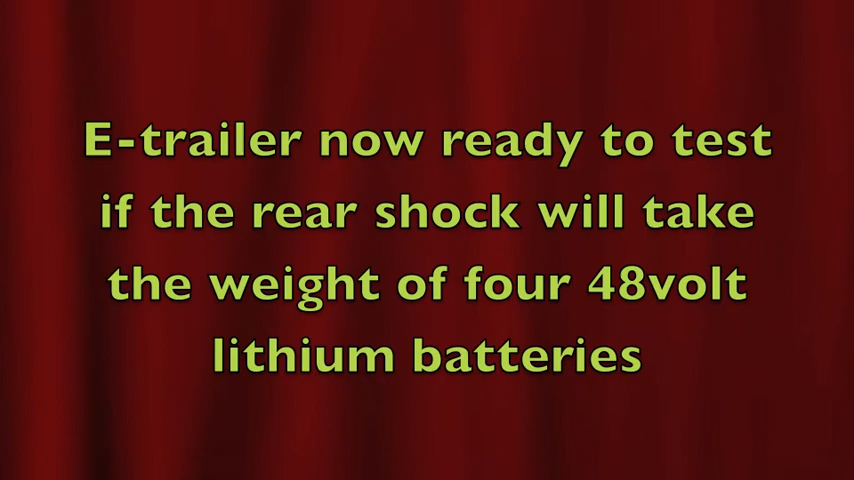 E-trailer now ready to test
if the rear shock will take
the weight of four 48volt
lithium batteries